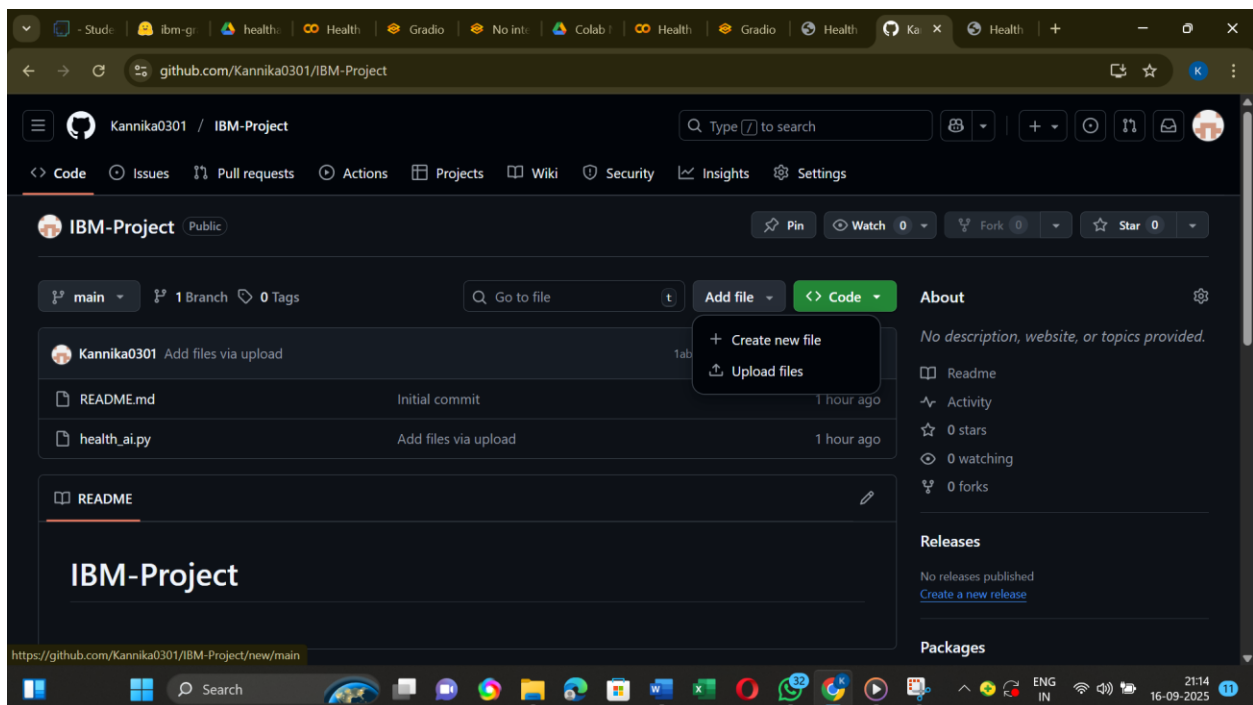 - Stude ibm-gr health Health Gradio No inte Colab Health Gradio Health Ka Health
github.com/Kannika0301/IBM-Project K
Kannika0301 / IBM-Project Type / to search
Code Issues Pull requests Actions Projects Wiki Security Insights Settings
IBM-Project Public Pin Watch 0 Fork 0 Star 0
main 1 Branch 0 Tags Go to file t Add file Code About
Create new file No description, website, or topics provided.
Kannika0301 Add files via upload 1ab
Upload files Readme
README.md Initial commit 1 hour ago Activity
0 stars
health_ai.py Add files via upload 1 hour ago
0 watching
README 0 forks
Releases
IBM-Project
No releases published
Create a new release
Packages
https://github.com/Kannika0301/IBM-Project/new/main
Search 32 K ENG IN 21:14 16-09-2025 11